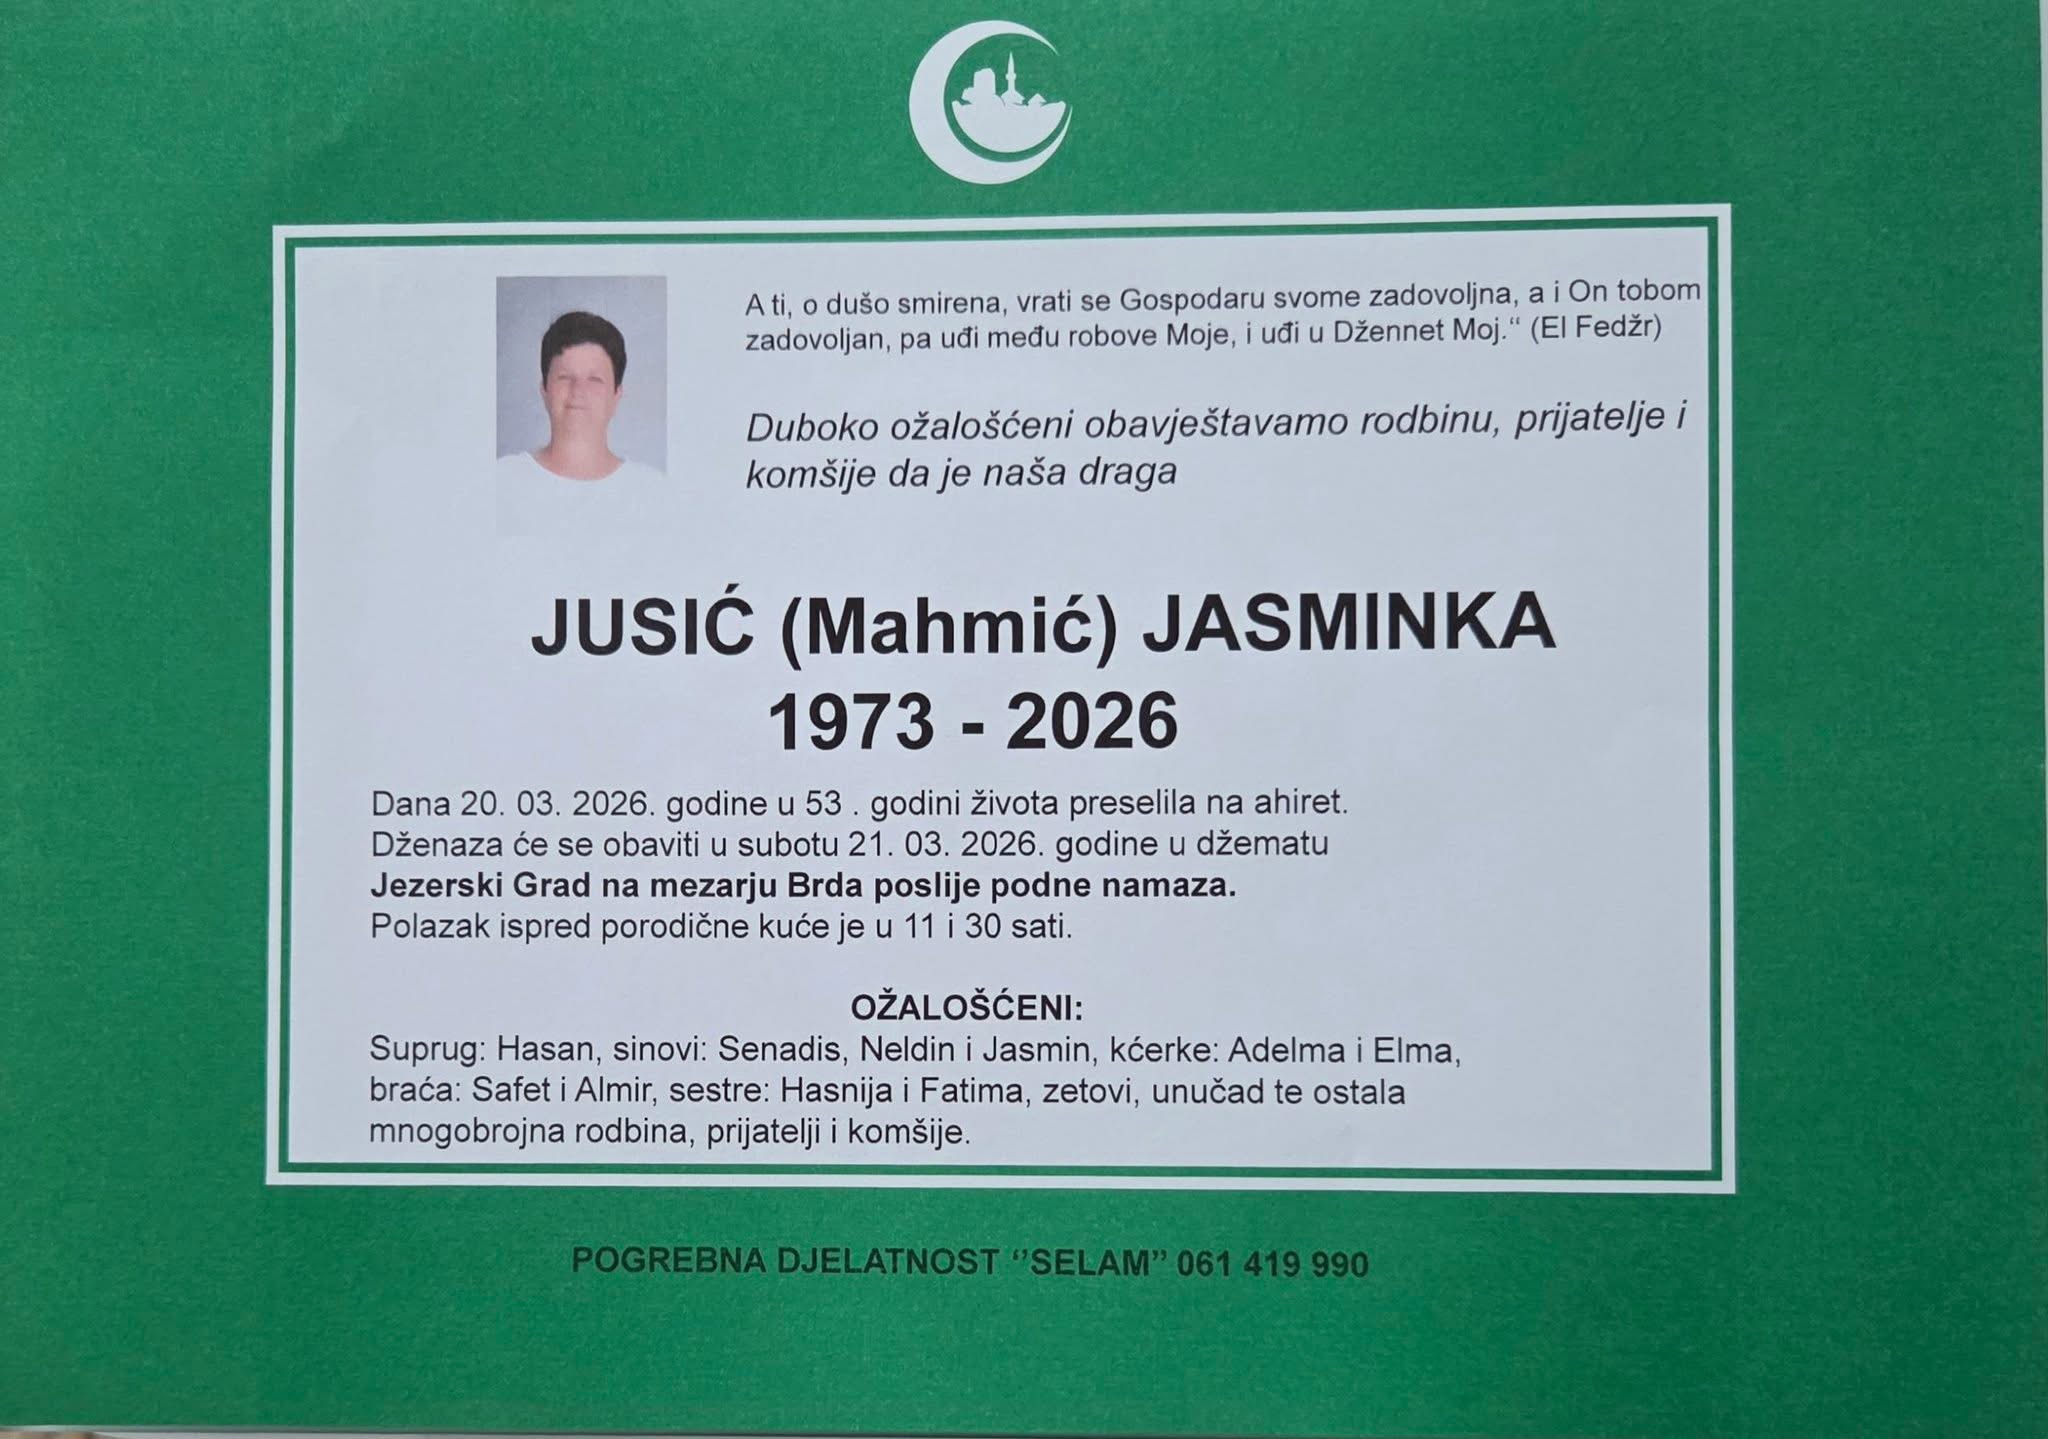 A ti, o dušo smirena, vrati se Gospodaru svome zadovoljna, a i On tobom
zadovoljan, pa uđi među robove Moje, i uđi u Džennet Moj.“ (El Fedžr)
Duboko ožalošćeni obavještavamo rodbinu, prijatelje i
komšije da je naša draga
JUSIĆ (Mahmić) JASMINKA
1973 - 2026
Dana 20. 03. 2026. godine u 53 . godini života preselila na ahiret.
Dženaza će se obaviti u subotu 21. 03. 2026. godine u džematu
Jezerski Grad na mezarju Brda poslije podne namaza.
Polazak ispred porodične kuće je u 11 i 30 sati.
OŽALOŠĆENI:
Suprug: Hasan, sinovi: Senadis, Neldin i Jasmin, kćerke: Adelma i Elma,
braća: Safet i Almir, sestre: Hasnija i Fatima, zetovi, unučad te ostala
mnogobrojna rodbina, prijatelji i komšije.
POGREBNA DJELATNOST ‘‘SELAM’’ 061 419 990